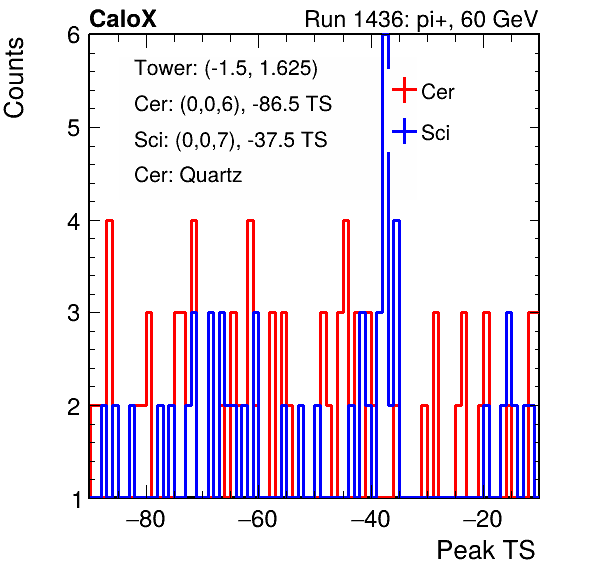 CaloX Run 1436: pi+, 60 GeV
Counts
6
5
4
3
2
1
Tower: (-1.5, 1.625)
Cer: (0,0,6), -86.5 TS
Sci: (0,0,7), -37.5 TS
Cer: Quartz
Cer
Sci
−80 −60 −40 −20
Peak TS